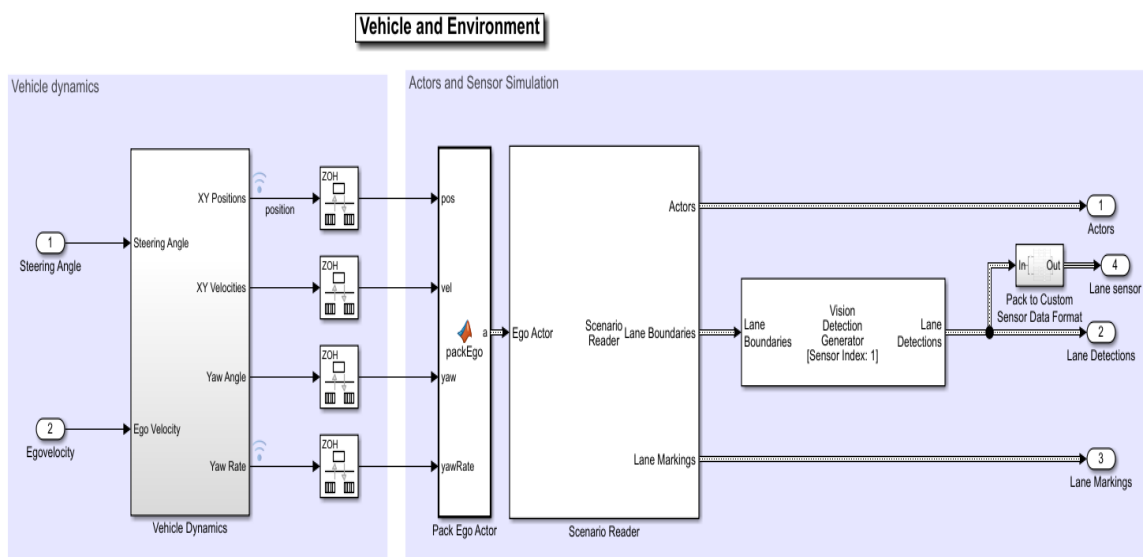 Vehicle and Environment
Vehicle dynamics
1
Steering Angle
2
Egovelocity
Steering Angle
Ego Velocity
XY Positions
XY Velocities
Yaw Angle
Yaw Rate
Vehicle Dynamics
position
ZOH
ZOH
ZOH
ZOH
Actors and Sensor Simulation
pos
vel
yaw
yawRate
packEgo
a
Pack Ego Actor
Ego Actor
Scenario
Reader
Actors
Lane Boundaries
Lane Markings
Scenario Reader
Lane
Boundaries
Vision
Detection
Generator
[Sensor Index: 1]
Lane
Detections
In
Out
Pack to Custom
Sensor Data Format
1
Actors
4
Lane sensor
2
Lane Detections
3
Lane Markings